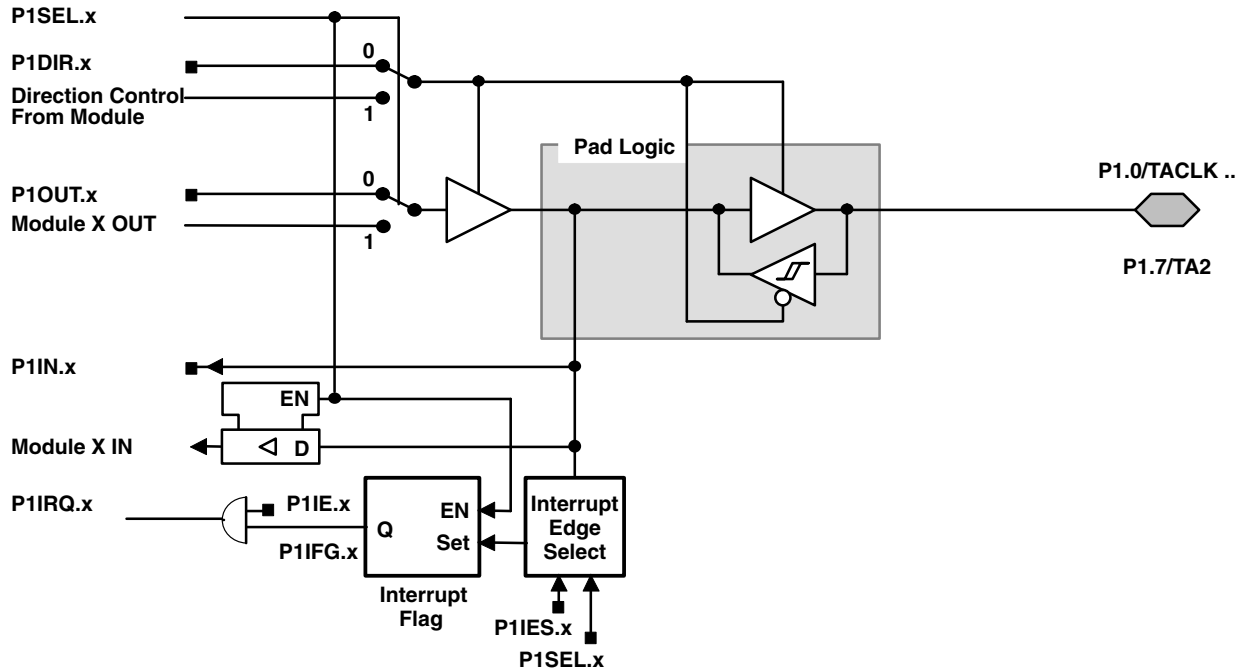 P1SEL.x
P1DIR.x
0
Direction Control
From Module
1
Pad Logic
P1OUT.x
0
Module X OUT
1
P1.0/TACLK ..
P1.7/TA2
P1IN.x
EN
Module X IN
D
P1IRQ.x
P1IE.x
P1IFG.x
Q
EN
Set
Interrupt
Edge
Select
Interrupt
Flag
P1IES.x
P1SEL.x